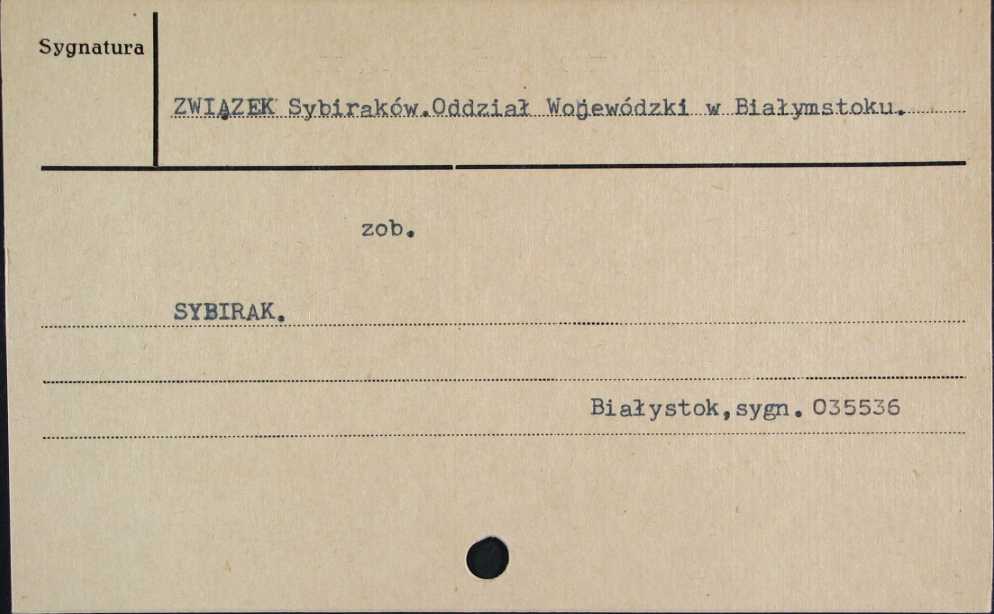 Sygnatura
ZWIĄZEK Sybiraków.Oddział Wojewódzki w Białymstoku.
zob.
SYBIRAK.
Białystok,sygn. 035536